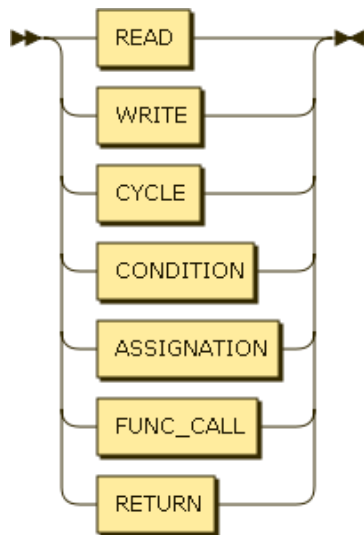 READ
WRITE
CYCLE
CONDITION
ASSIGNATION
FUNC_CALL
RETURN